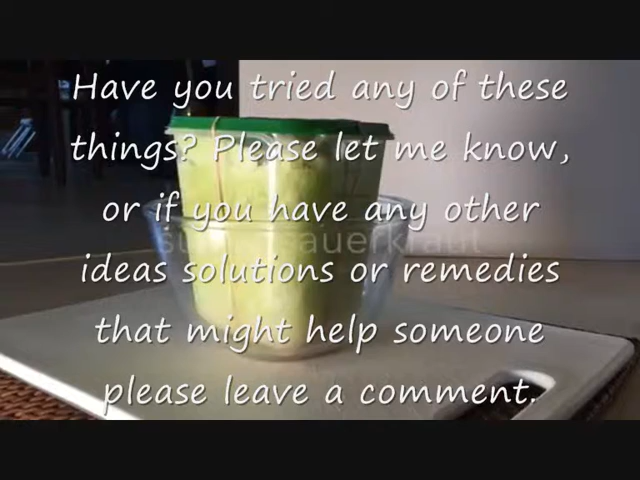 Have you tried any of these
things? Please let me know,
or if you have any other
sauerkraut
ideas solutions or remedies
that might help someone
please leave a comment.